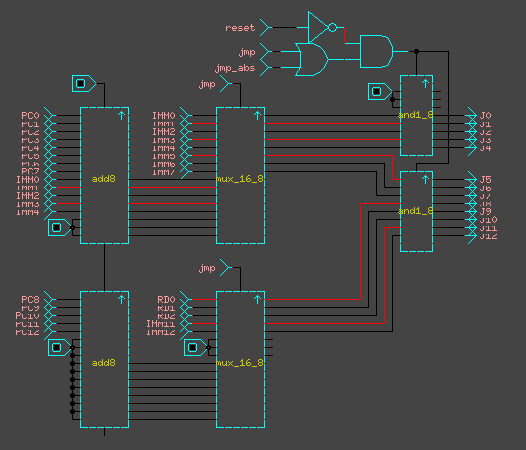 reset
jmp
jmp_abs
jmp
PC0
PC1
PC2
PC3
PC4
PC5
PC6
PC7
IMM0
IMM1
IMM2
IMM3
IMM4
add8
IMM0
IMM1
IMM2
IMM3
IMM4
IMM5
IMM6
IMM7
mux_16_8
and1_8
J0
J1
J2
J3
J4
and1_8
J5
J6
J7
J8
J9
J10
J11
J12
jmp
PC8
PC9
PC10
PC11
PC12
add8
RD0
RD1
RD2
IMM11
IMM12
mux_16_8